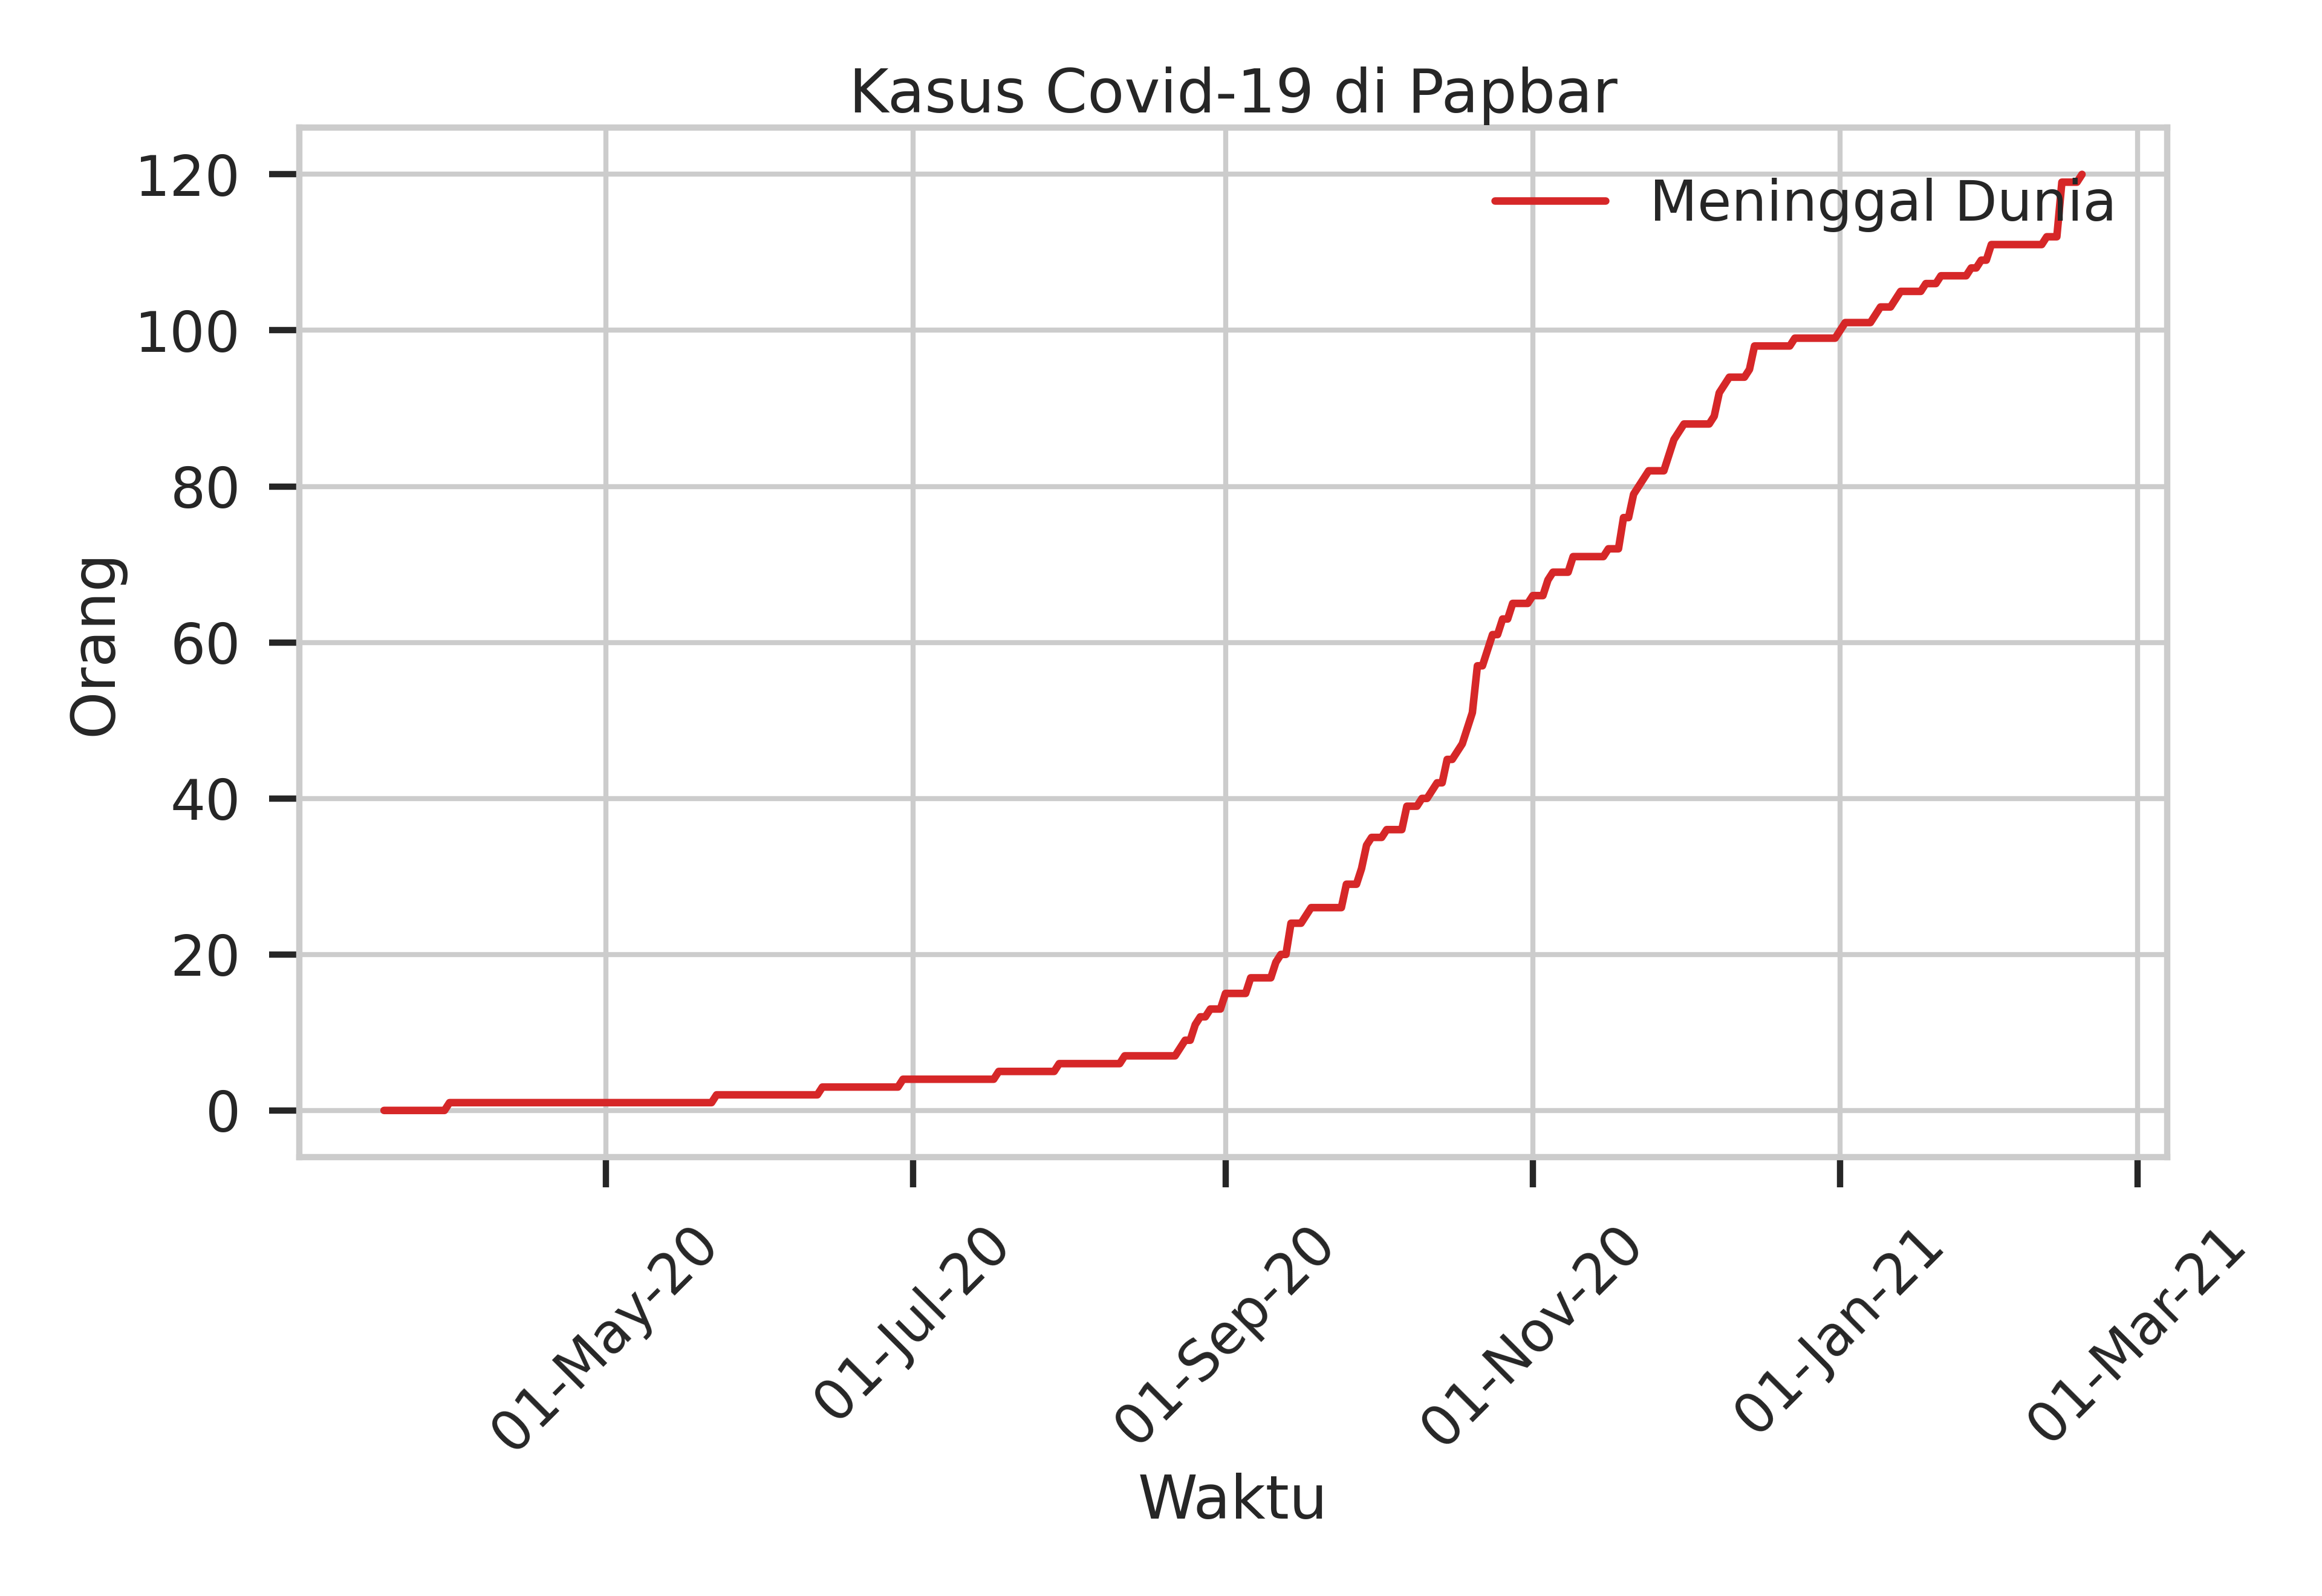 Kasus Covid-19 di Papbar
Meninggal Dunia
120
100
80
60
40
20
0
Orang
01-May-20
01-Jul-20
01-Sep-20
01-Nov-20
01-Jan-21
01-Mar-21
Waktu